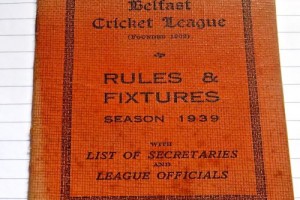 Belfast
Cricket League
RULES &
FIXTURES
SEASON 1939
WITH
LIST OF SECRETARIES
AND
LEAGUE OFFICIALS